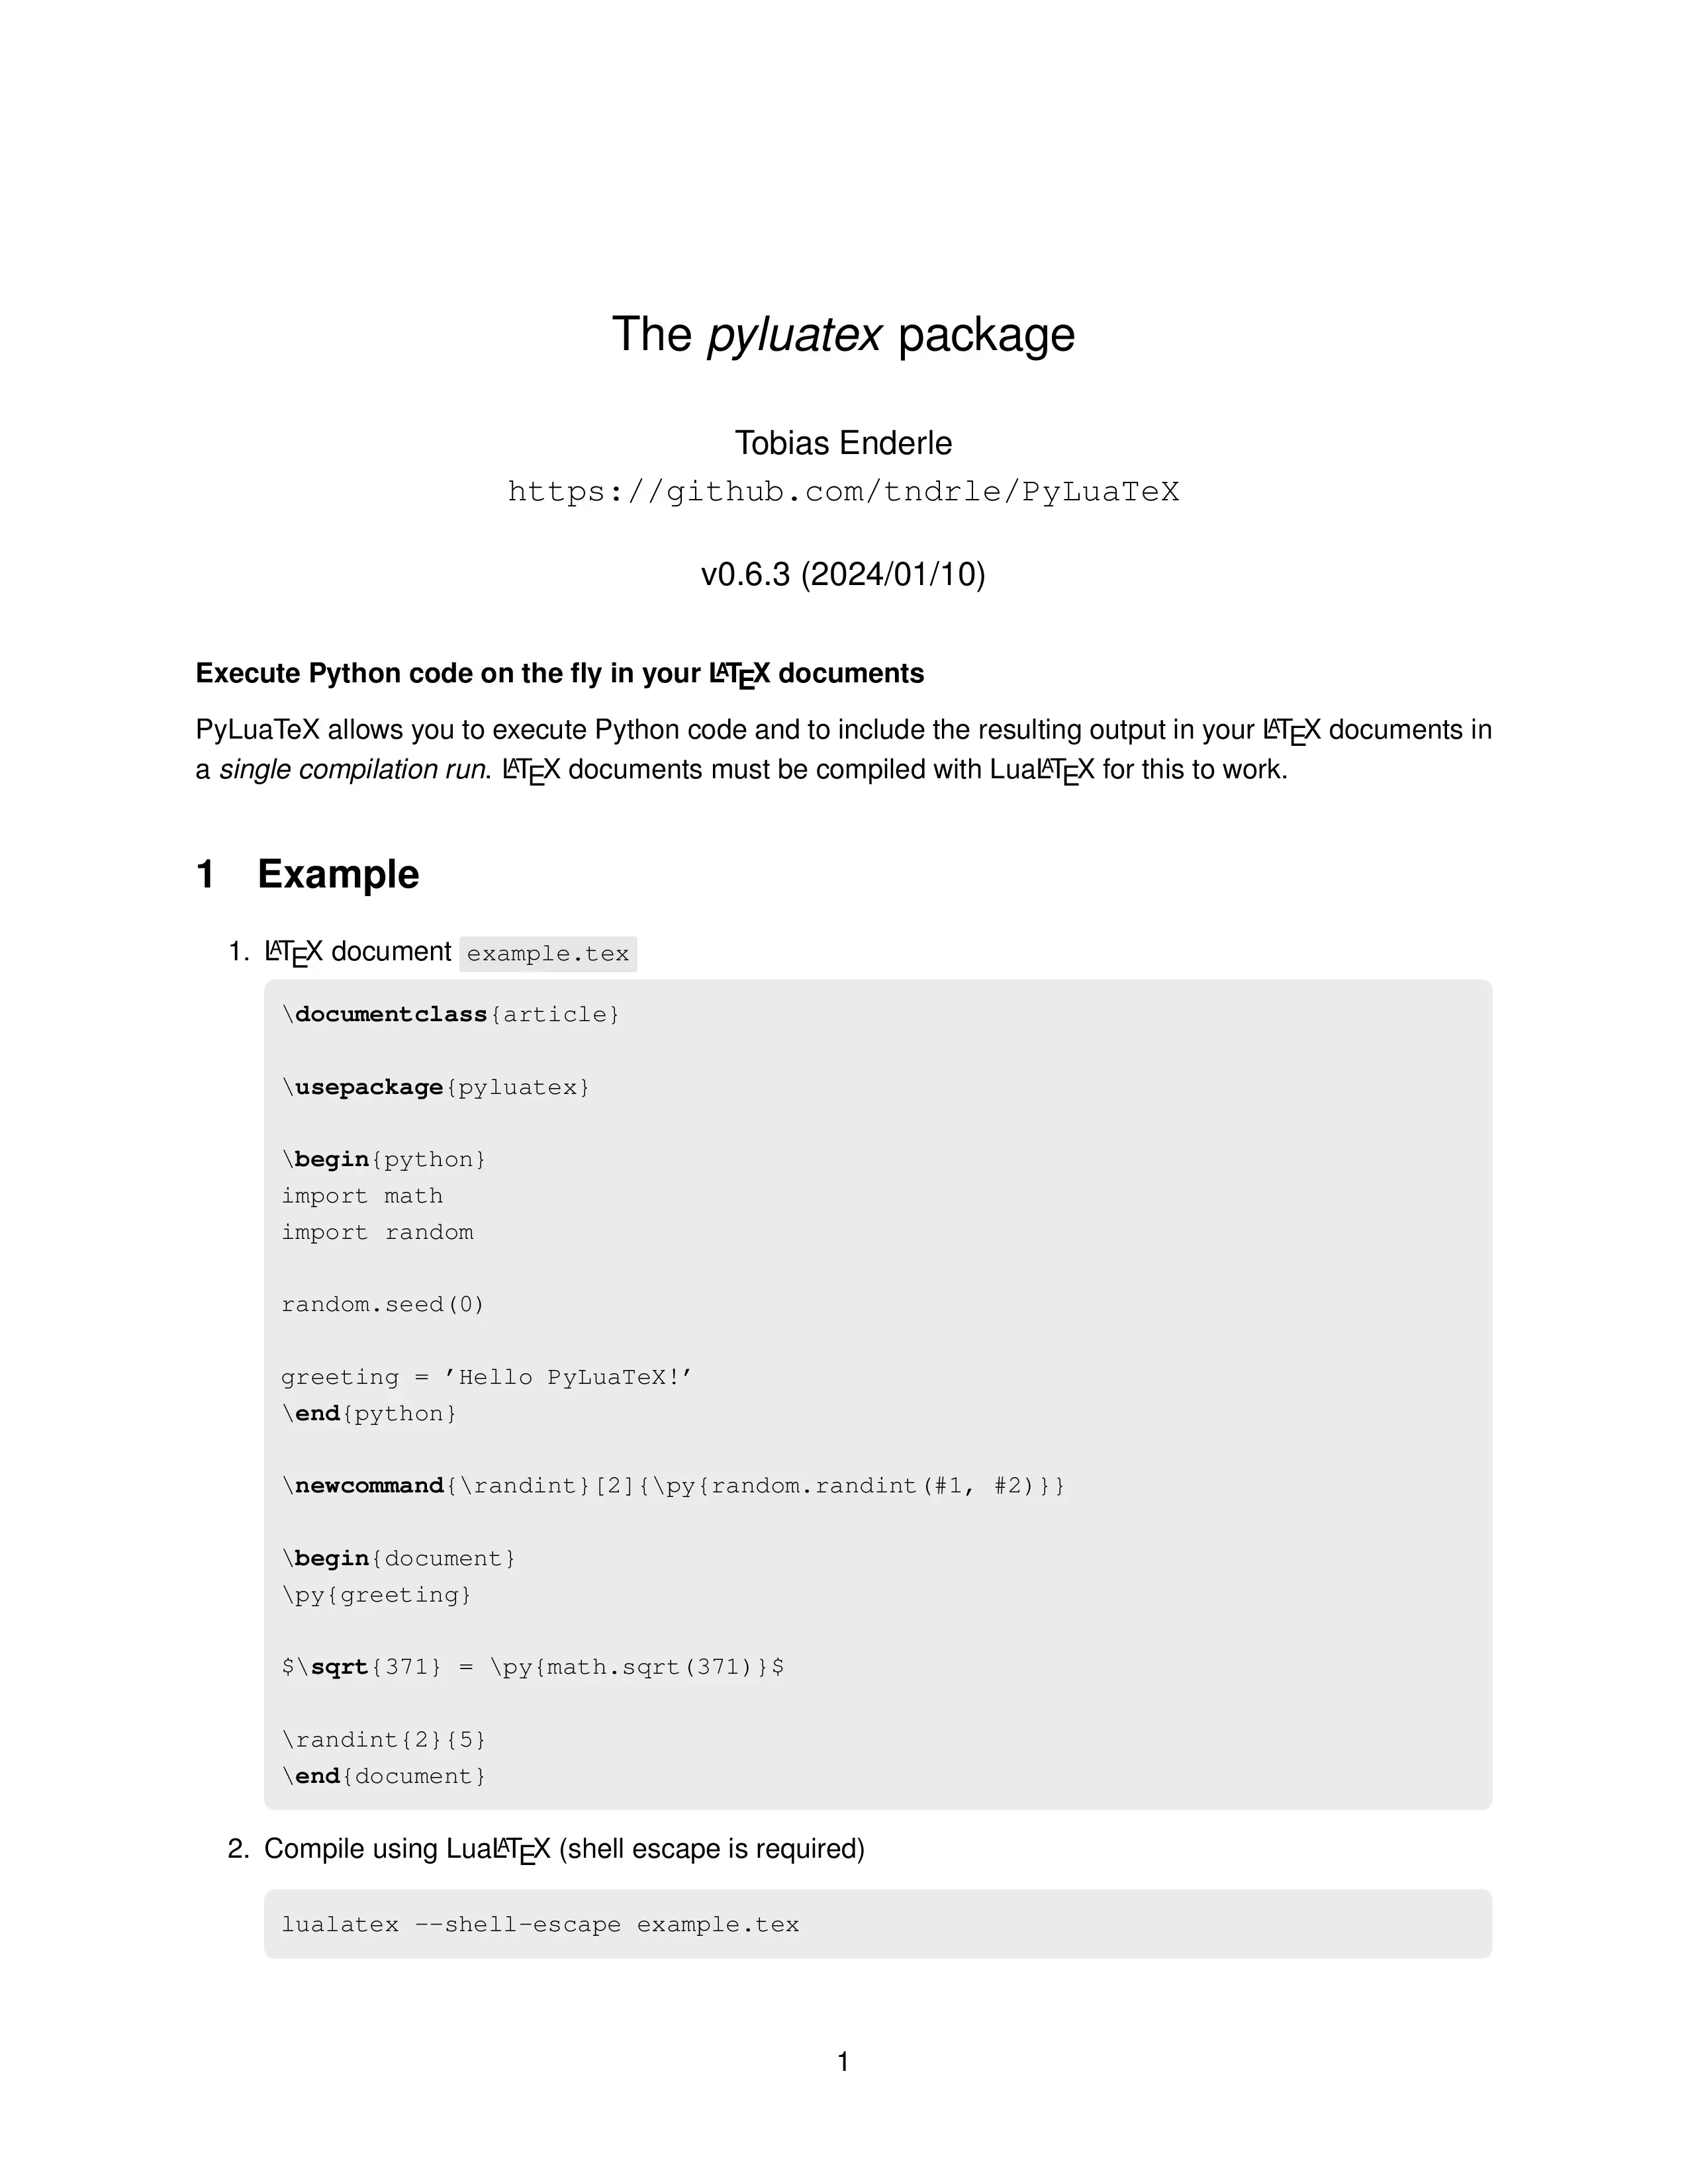 The pyluatex package
Tobias Enderle
https://github.com/tndrle/PyLuaTeX
v0.6.3 (2024/01/10)
Execute Python code on the fly in your LATEX documents
PyLuaTeX allows you to execute Python code and to include the resulting output in your LATEX documents in
a single compilation run. LATEX documents must be compiled with LuaLATEX for this to work.
1 Example
1. LATEX document example.tex
\documentclass{article}
\usepackage{pyluatex}
\begin{python}
import math
import random
random.seed(0)
greeting = ’Hello PyLuaTeX!’
\end{python}
\newcommand{\randint}[2]{\py{random.randint(#1, #2)}}
\begin{document}
\py{greeting}
$\sqrt{371} = \py{math.sqrt(371)}$
\randint{2}{5}
\end{document}
2. Compile using LuaLATEX (shell escape is required)
lualatex --shell-escape example.tex
1